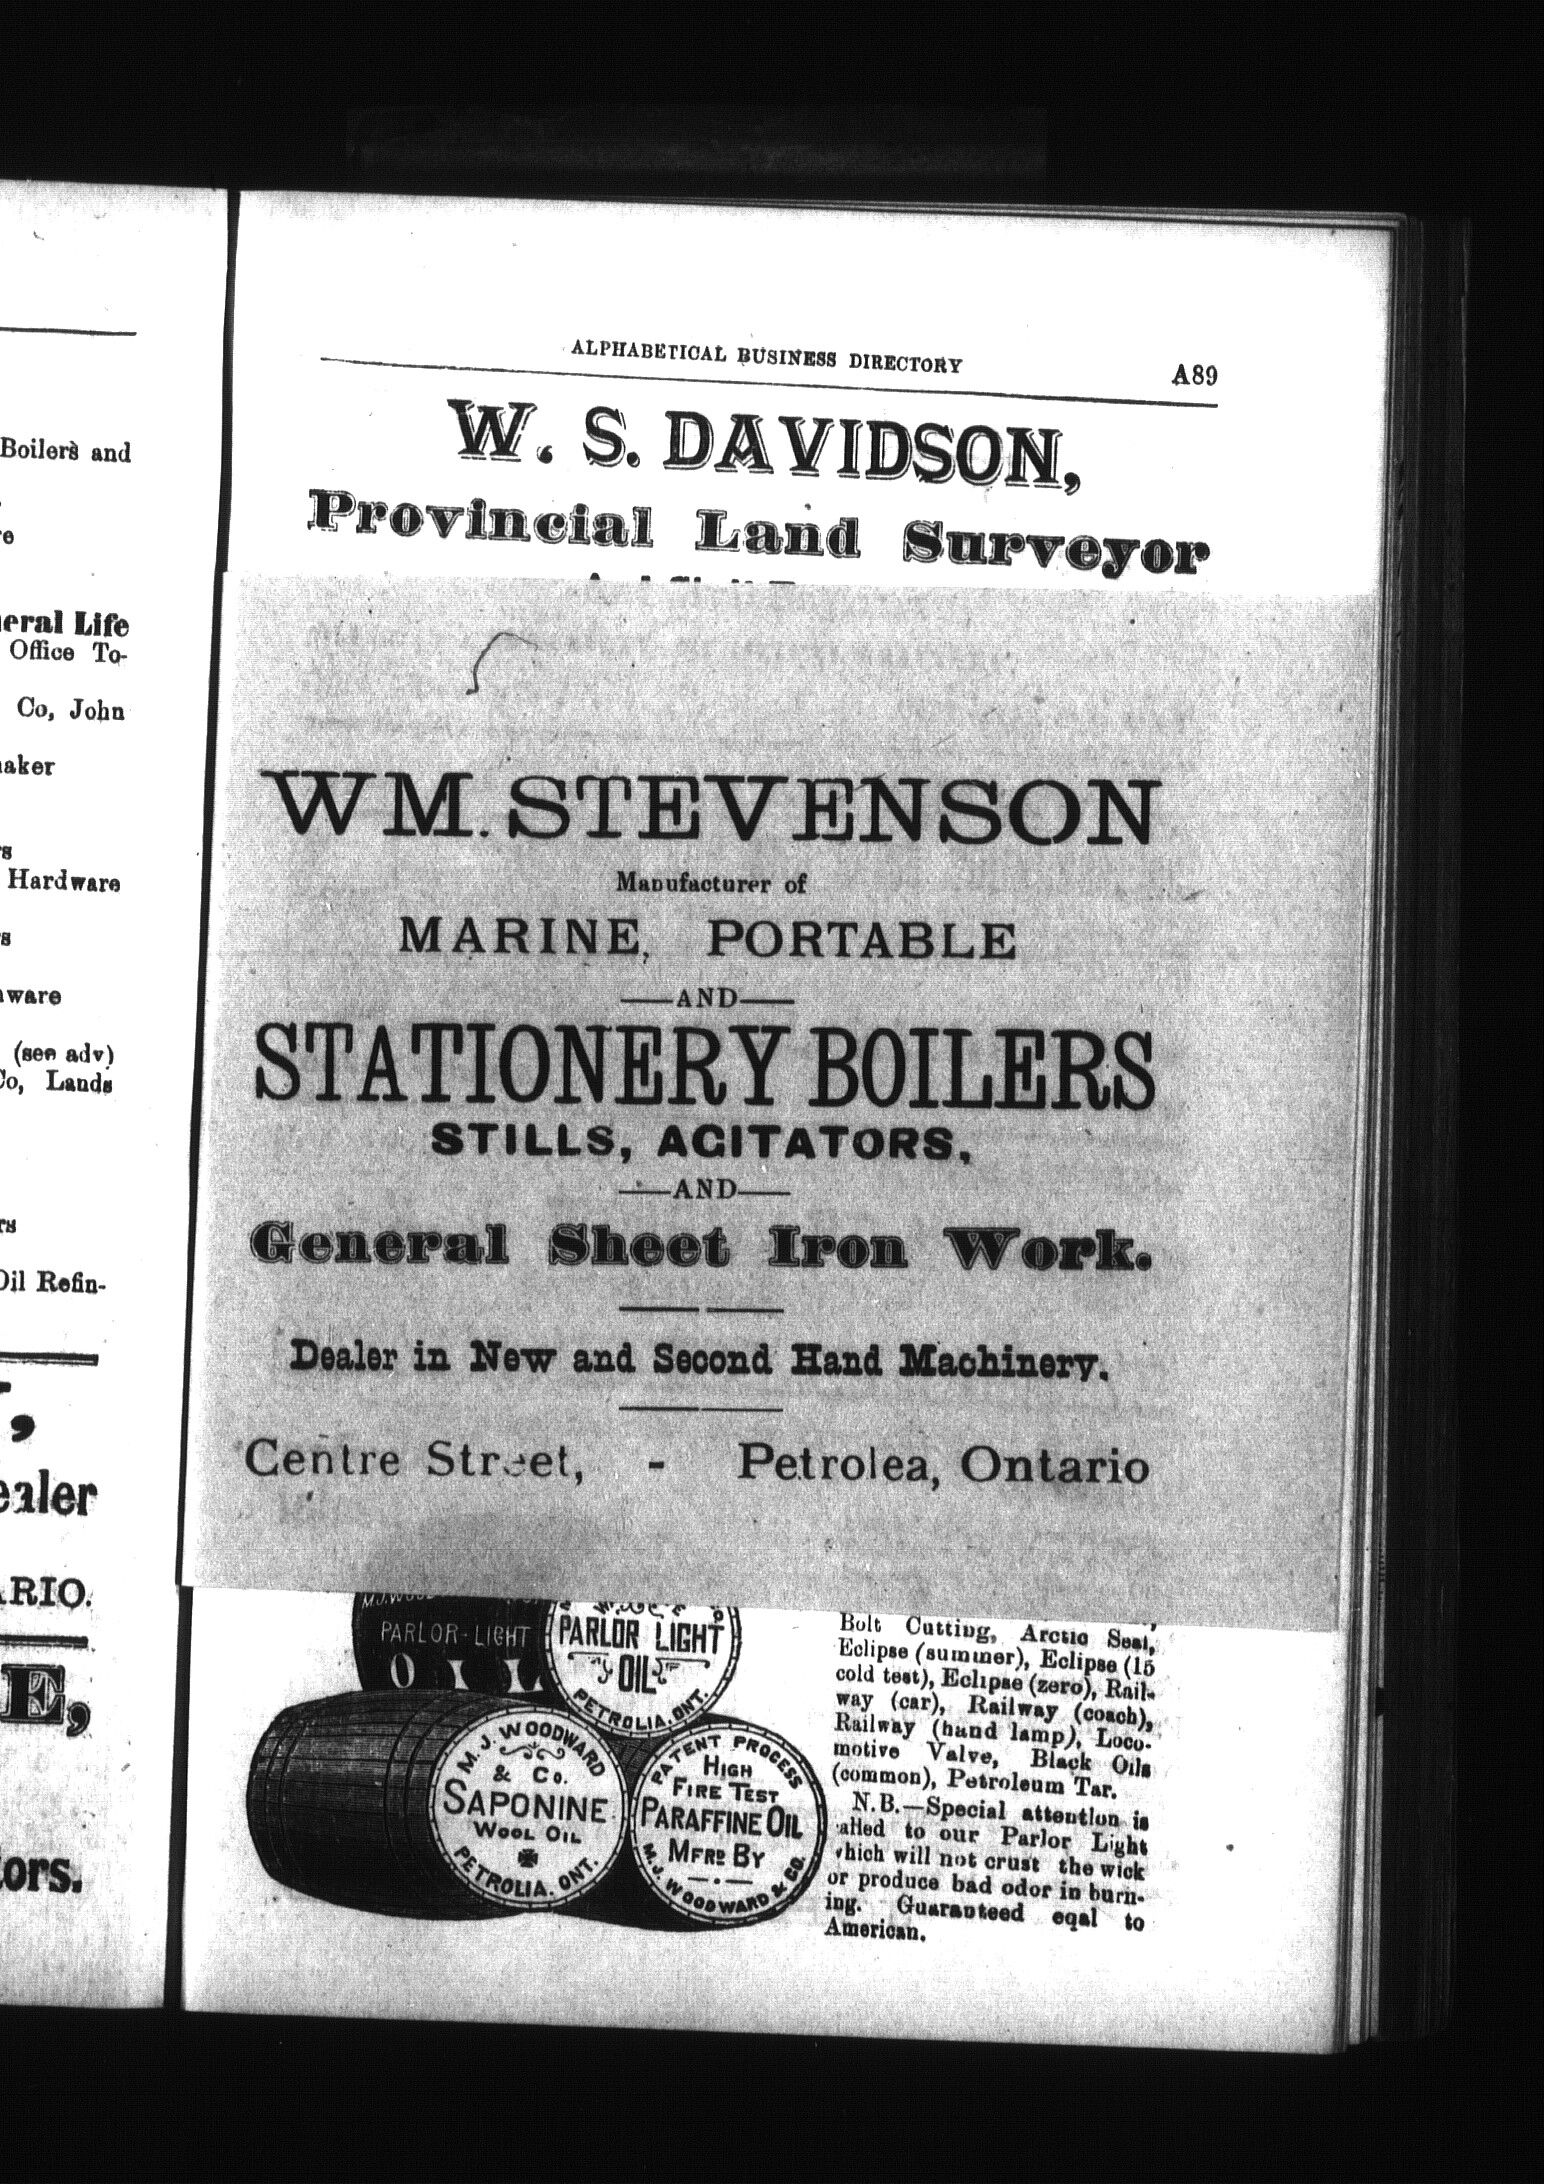 Boilers and
eral Life
Office To-
Co, John
aker
Hardware
ware
(see adv)
Co, Lands
Oil Refin-
ealer
RIO.
E,
tors.
ALPHABETICAL BUSINESS DIRECTORY A89
W. S. DAVIDSON,
Provincial Land Surveyor
WM. STEVENSON
Manufacturer of
MARINE, PORTABLE
—AND—
STATIONERY BOILERS
STILLS, AGITATORS,
—AND—
General Sheet Iron Work.
Dealer in New and Second Hand Machinery.
Centre Street, - Petrolea, Ontario
PARLOR-LIGHT
OIL
PARLOR LIGHT
OIL
PETROLIA. ONT.
M. J. WOODWARD
& Co.
SAPONINE
WOOL OIL
PETROLIA. ONT.
PATENT PROCESS
HIGH
FIRE TEST
PARAFFINE OIL
MFRD BY
M. J. WOODWARD & CO.
Bolt Cutting, Arctic Seal,
Eclipse (summer), Eclipse (15
cold test), Eclipse (zero), Rail-
way (car), Railway (coach),
Railway (hand lamp), Loco-
motive Valve, Black Oils
(common), Petroleum Tar.
N.B.—Special attention is
alled to our Parlor Light
which will not crust the wick
or produce bad odor in burn-
ing. Guaranteed eqal to
American.